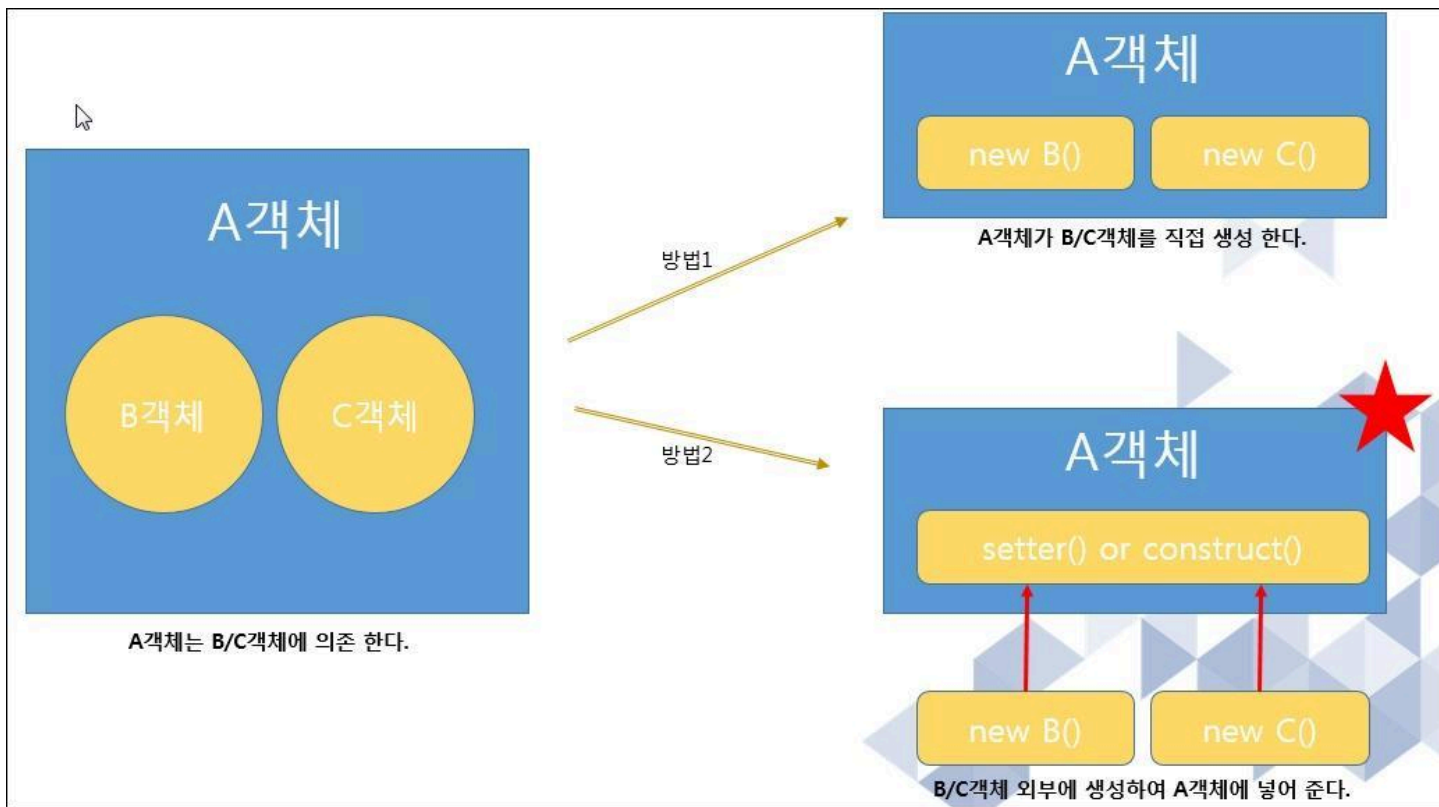 A객체
B객체
C객체
A객체는 B/C객체에 의존 한다.
방법1
방법2
A객체
new B()
new C()
A객체가 B/C객체를 직접 생성 한다.
A객체
setter() or construct()
new B()
new C()
B/C객체 외부에 생성하여 A객체에 넣어 준다.